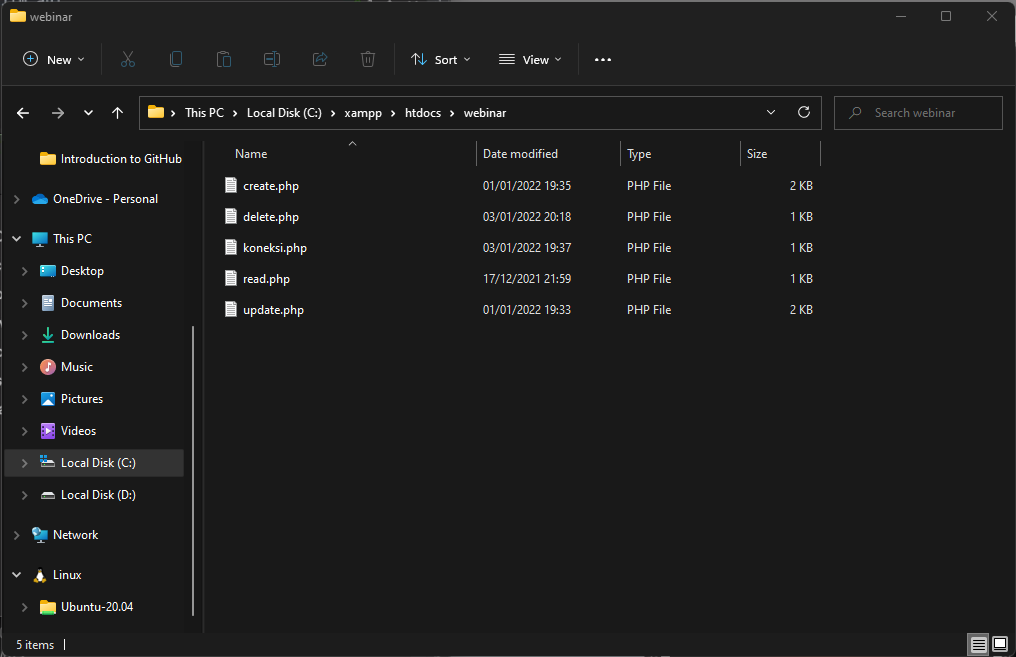 webinar
New
Sort
View
This PC > Local Disk (C:) > xampp > htdocs > webinar
Search webinar
Introduction to GitHub
OneDrive - Personal
This PC
Desktop
Documents
Downloads
Music
Pictures
Videos
Local Disk (C:)
Local Disk (D:)
Network
Linux
Ubuntu-20.04
Name Date modified Type Size
create.php 01/01/2022 19:35 PHP File 2 KB
delete.php 03/01/2022 20:18 PHP File 1 KB
koneksi.php 03/01/2022 19:37 PHP File 1 KB
read.php 17/12/2021 21:59 PHP File 1 KB
update.php 01/01/2022 19:33 PHP File 2 KB
5 items